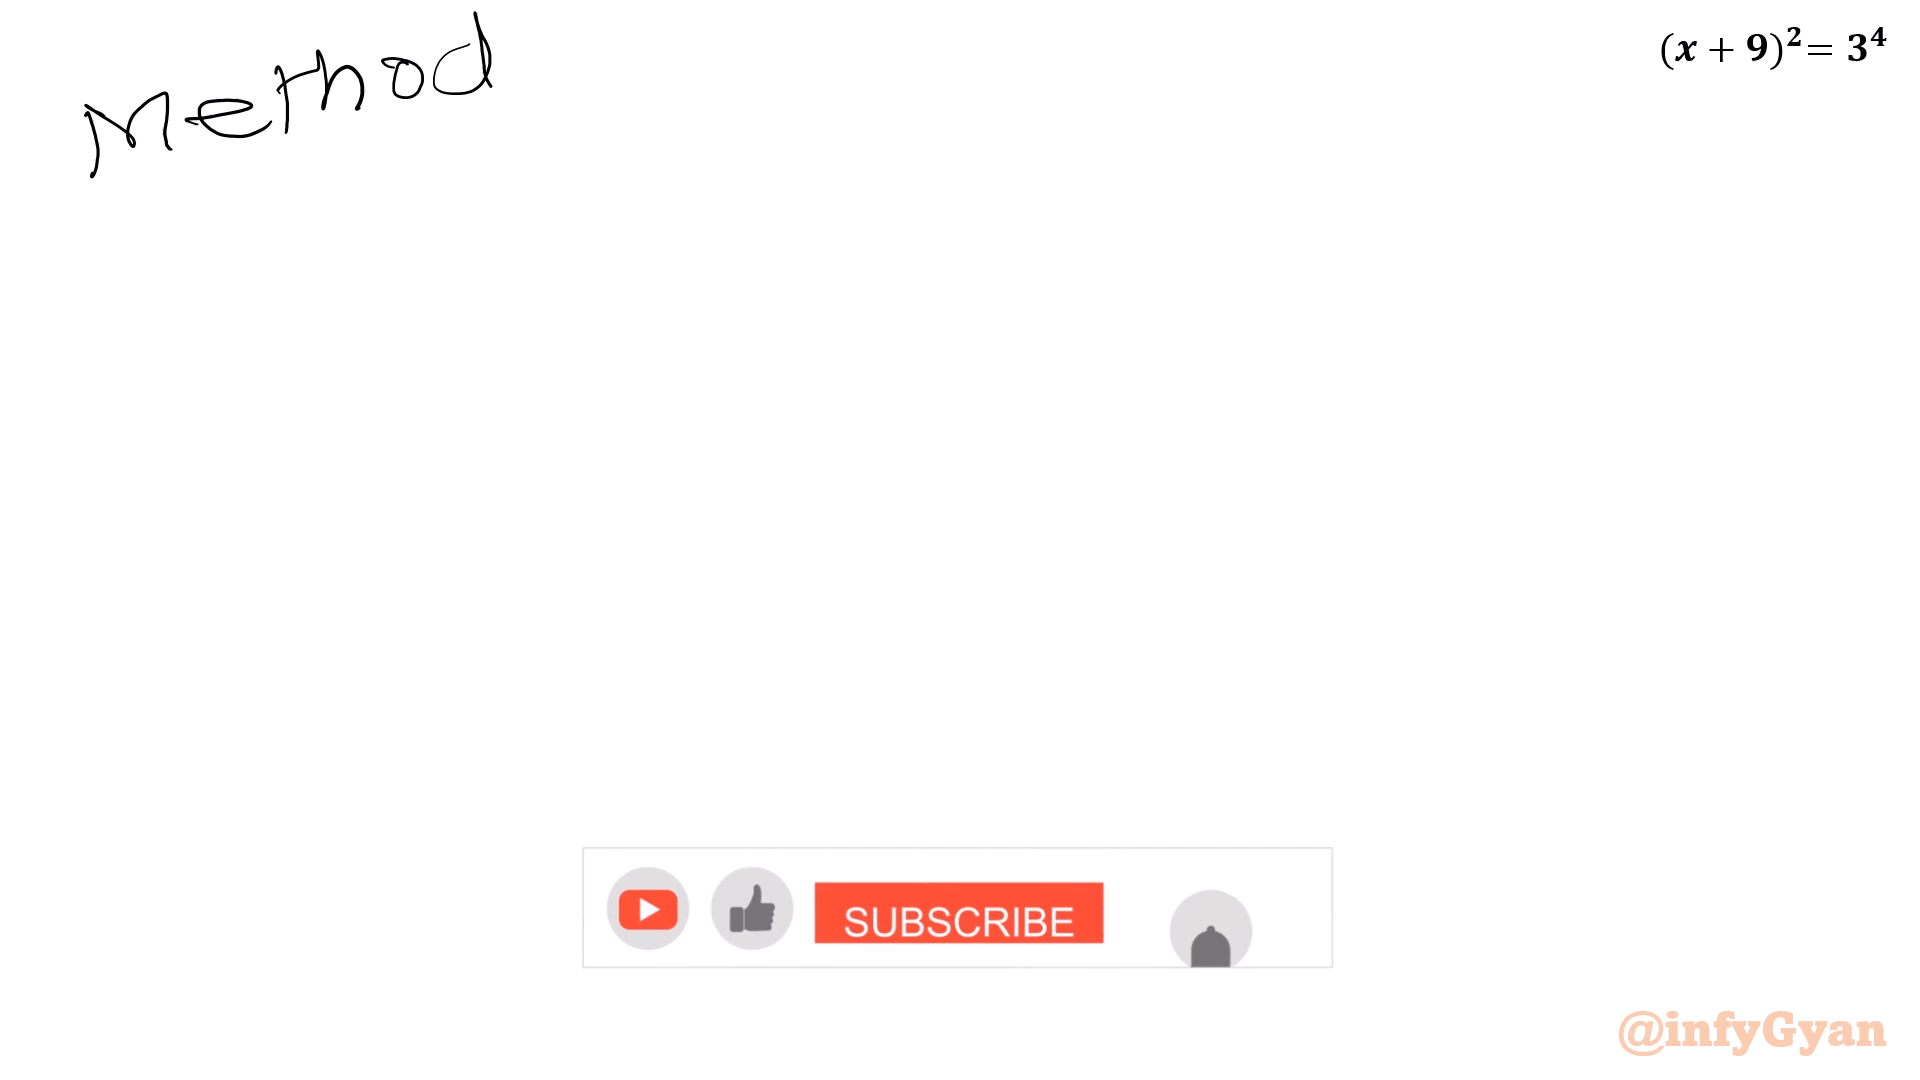 Method
(x + 9)²= 3⁴
SUBSCRIBE
@infyGyan